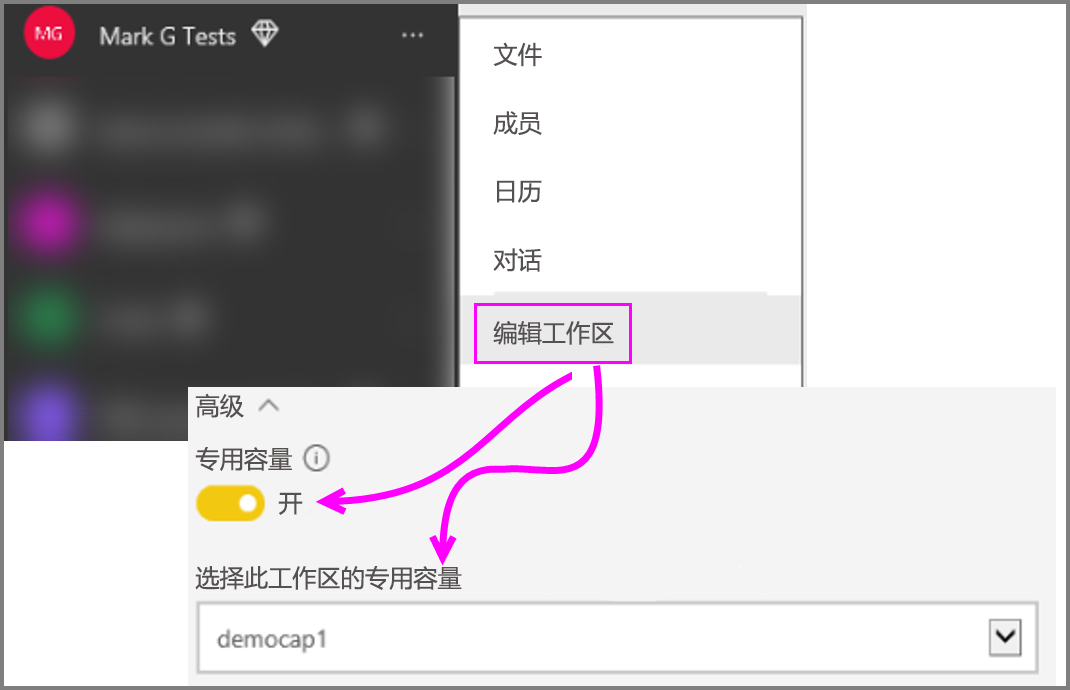 MG Mark G Tests ...
文件
成员
日历
对话
编辑工作区
高级
专用容量
开
选择此工作区的专用容量
democap1